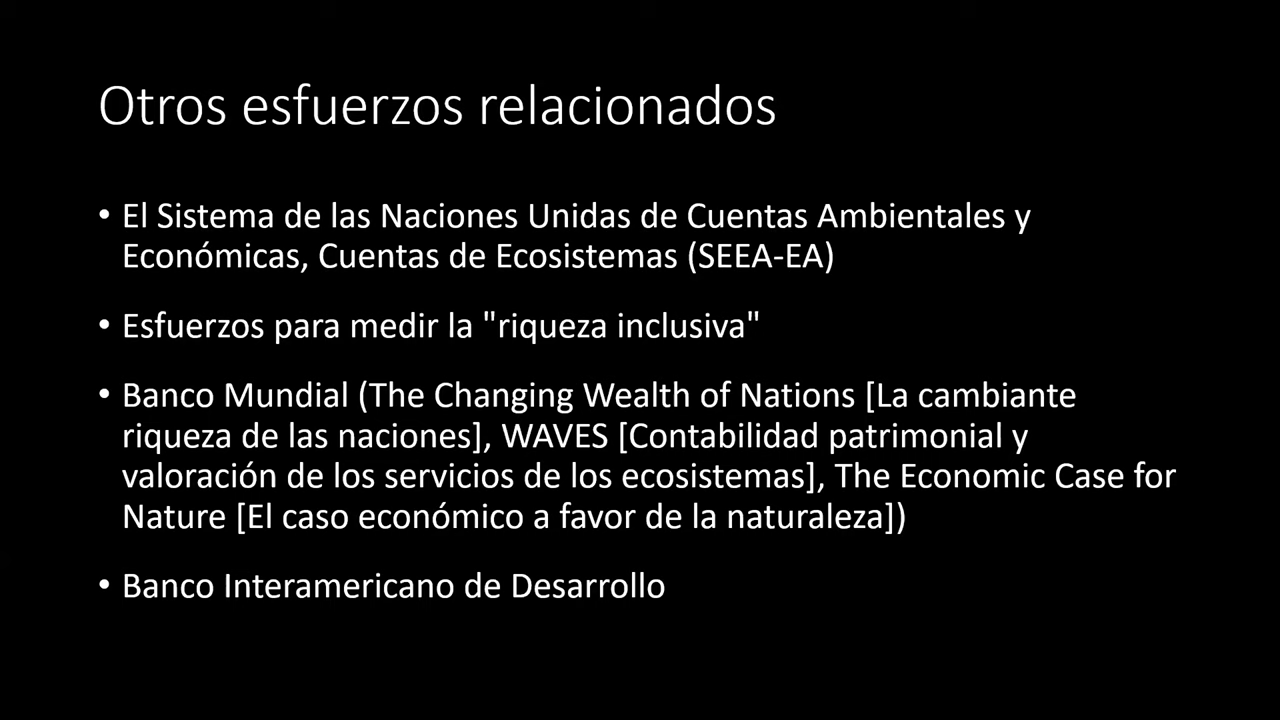 Otros esfuerzos relacionados
• El Sistema de las Naciones Unidas de Cuentas Ambientales y
Económicas, Cuentas de Ecosistemas (SEEA-EA)
• Esfuerzos para medir la "riqueza inclusiva"
• Banco Mundial (The Changing Wealth of Nations [La cambiante
riqueza de las naciones], WAVES [Contabilidad patrimonial y
valoración de los servicios de los ecosistemas], The Economic Case for
Nature [El caso económico a favor de la naturaleza])
• Banco Interamericano de Desarrollo